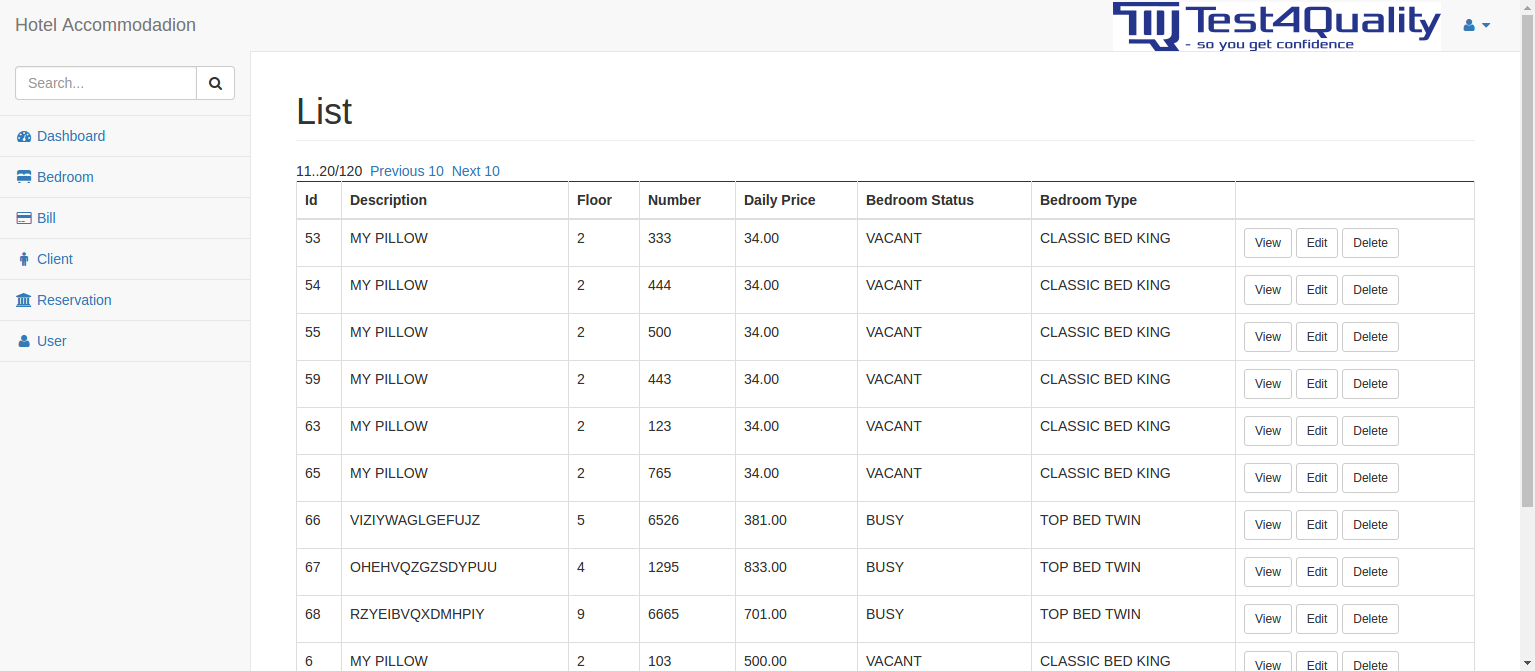 Hotel Accommodadion
Test4Quality
- so you get confidence
Search...
Dashboard
Bedroom
Bill
Client
Reservation
User
List
11..20/120 Previous 10 Next 10
Id Description Floor Number Daily Price Bedroom Status Bedroom Type
53 MY PILLOW 2 333 34.00 VACANT CLASSIC BED KING View Edit Delete
54 MY PILLOW 2 444 34.00 VACANT CLASSIC BED KING View Edit Delete
55 MY PILLOW 2 500 34.00 VACANT CLASSIC BED KING View Edit Delete
59 MY PILLOW 2 443 34.00 VACANT CLASSIC BED KING View Edit Delete
63 MY PILLOW 2 123 34.00 VACANT CLASSIC BED KING View Edit Delete
65 MY PILLOW 2 765 34.00 VACANT CLASSIC BED KING View Edit Delete
66 VIZIYWAGLGEFUJZ 5 6526 381.00 BUSY TOP BED TWIN View Edit Delete
67 OHEHVQZGZSDYPUU 4 1295 833.00 BUSY TOP BED TWIN View Edit Delete
68 RZYEIBVQXDMHPIY 9 6665 701.00 BUSY TOP BED TWIN View Edit Delete
6 MY PILLOW 2 103 500.00 VACANT CLASSIC BED KING View Edit Delete